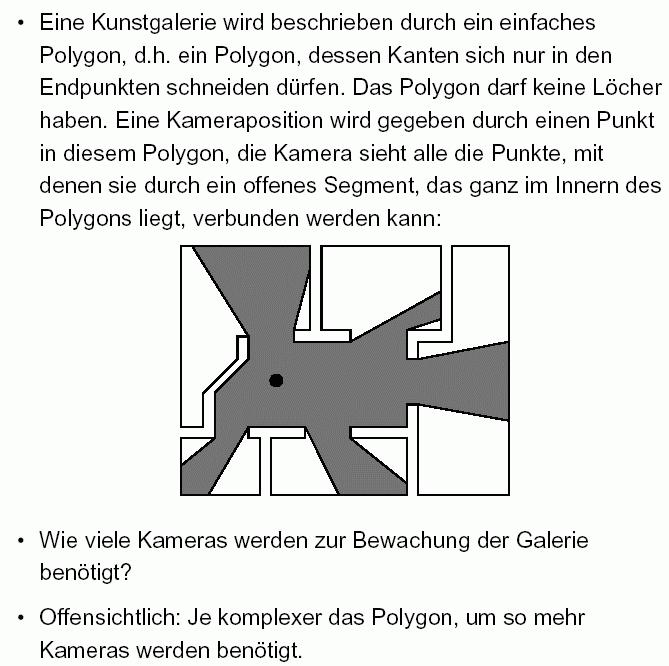 • Eine Kunstgalerie wird beschrieben durch ein einfaches
Polygon, d.h. ein Polygon, dessen Kanten sich nur in den
Endpunkten schneiden dürfen. Das Polygon darf keine Löcher
haben. Eine Kameraposition wird gegeben durch einen Punkt
in diesem Polygon, die Kamera sieht alle die Punkte, mit
denen sie durch ein offenes Segment, das ganz im Innern des
Polygons liegt, verbunden werden kann:
• Wie viele Kameras werden zur Bewachung der Galerie
benötigt?
• Offensichtlich: Je komplexer das Polygon, um so mehr
Kameras werden benötigt.